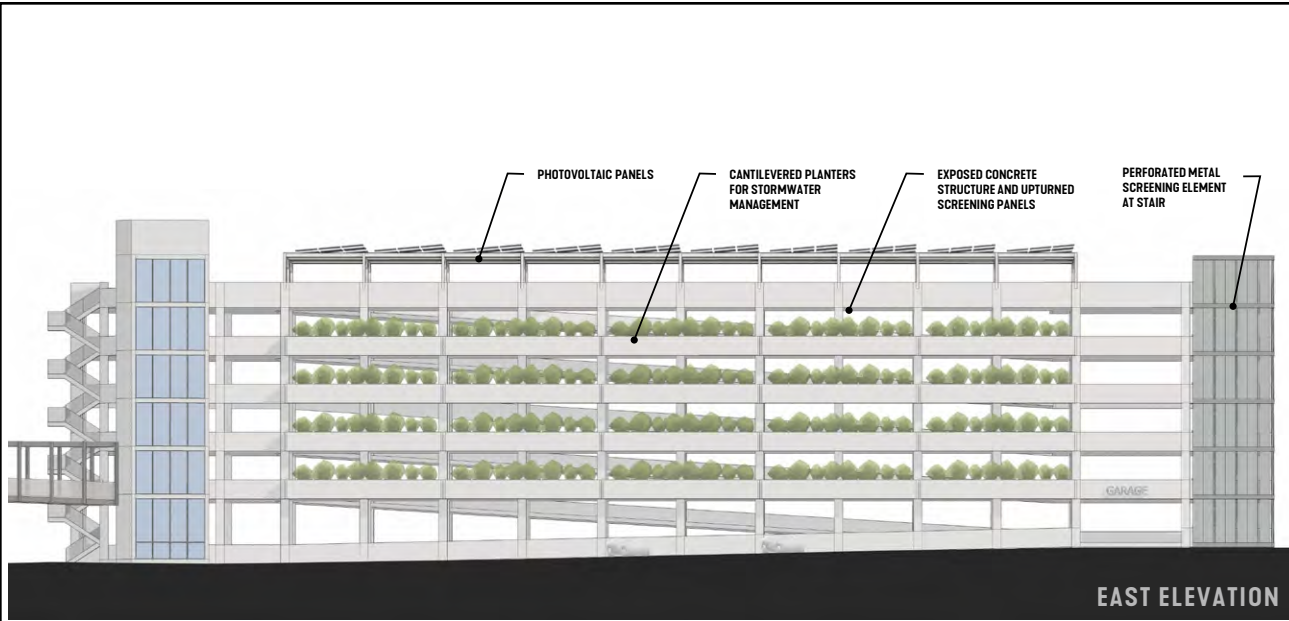 PHOTOVOLTAIC PANELS
CANTILEVERED PLANTERS
FOR STORMWATER
MANAGEMENT
EXPOSED CONCRETE
STRUCTURE AND UPTURNED
SCREENING PANELS
PERFORATED METAL
SCREENING ELEMENT
AT STAIR
GARAGE
EAST ELEVATION